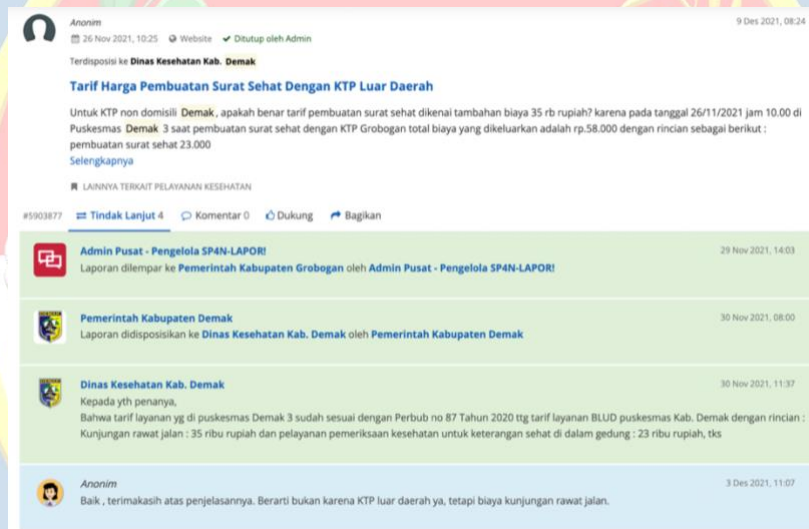 Anonim
9 Des 2021, 08:24
26 Nov 2021, 10:25 Website Ditutup oleh Admin
Terdisposisi ke Dinas Kesehatan Kab. Demak
Tarif Harga Pembuatan Surat Sehat Dengan KTP Luar Daerah
Untuk KTP non domisili Demak, apakah benar tarif pembuatan surat sehat dikenai tambahan biaya 35 rb rupiah? karena pada tanggal 26/11/2021 jam 10.00 di
Puskesmas Demak 3 saat pembuatan surat sehat dengan KTP Grobogan total biaya yang dikeluarkan adalah rp.58.000 dengan rincian sebagai berikut :
pembuatan surat sehat 23.000
Selengkapnya
LAINNYA TERKAIT PELAYANAN KESEHATAN
#5903877 Tindak Lanjut 4 Komentar 0 Dukung Bagikan
Admin Pusat - Pengelola SP4N-LAPOR!
29 Nov 2021, 14:03
Laporan dilempar ke Pemerintah Kabupaten Grobogan oleh Admin Pusat - Pengelola SP4N-LAPOR!
Pemerintah Kabupaten Demak
30 Nov 2021, 08:00
Laporan didisposisikan ke Dinas Kesehatan Kab. Demak oleh Pemerintah Kabupaten Demak
Dinas Kesehatan Kab. Demak
30 Nov 2021, 11:37
Kepada yth penanya,
Bahwa tarif layanan yg di puskesmas Demak 3 sudah sesuai dengan Perbub no 87 Tahun 2020 ttg tarif layanan BLUD puskesmas Kab. Demak dengan rincian :
Kunjungan rawat jalan : 35 ribu rupiah dan pelayanan pemeriksaan kesehatan untuk keterangan sehat di dalam gedung : 23 ribu rupiah, tks
Anonim
3 Des 2021, 11:07
Baik , terimakasih atas penjelasannya. Berarti bukan karena KTP luar daerah ya, tetapi biaya kunjungan rawat jalan.